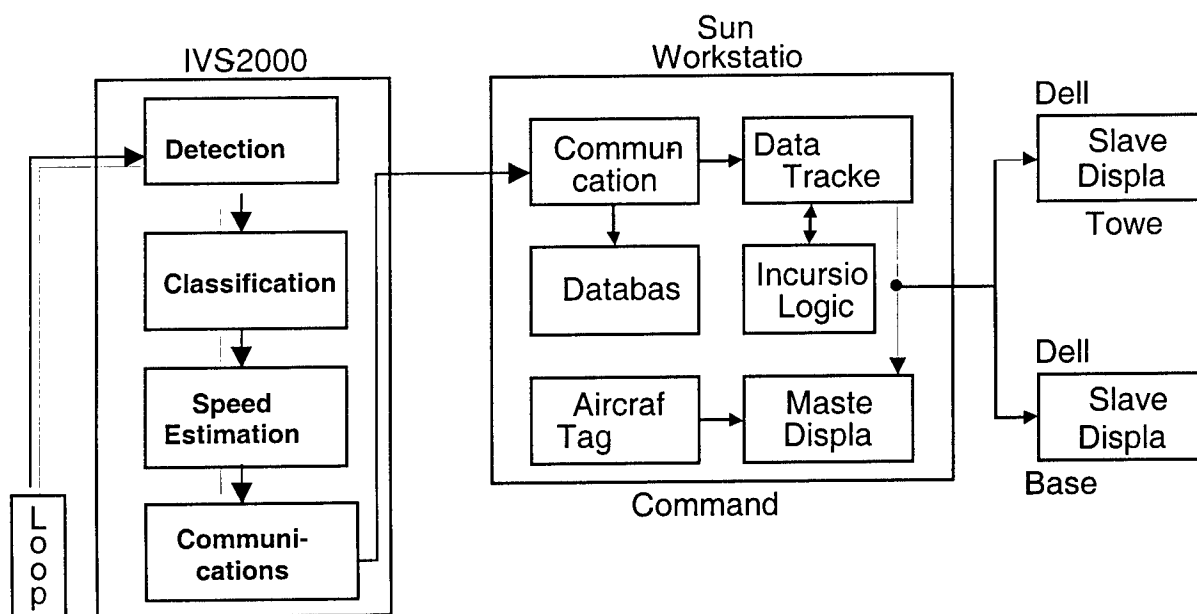 IVS2000
Detection
Classification
Speed
Estimation
Communi-
cations
L
o
o
p
Sun
Workstatio
Commun
cation
Data
Tracke
Databas
Incursio
Logic
Aircraf
Tag
Maste
Displa
Command
Dell
Slave
Displa
Towe
Dell
Slave
Displa
Base